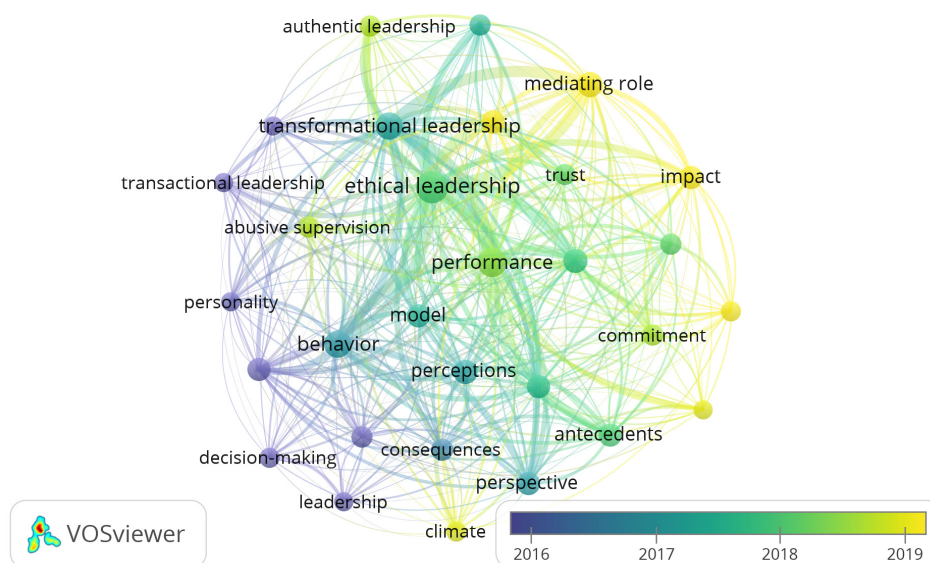 authentic leadership
mediating role
transformational leadership
trust
impact
transactional leadership
ethical leadership
abusive supervision
performance
personality
model
commitment
behavior
perceptions
antecedents
consequences
decision-making
perspective
leadership
climate
VOSviewer
2016 2017 2018 2019